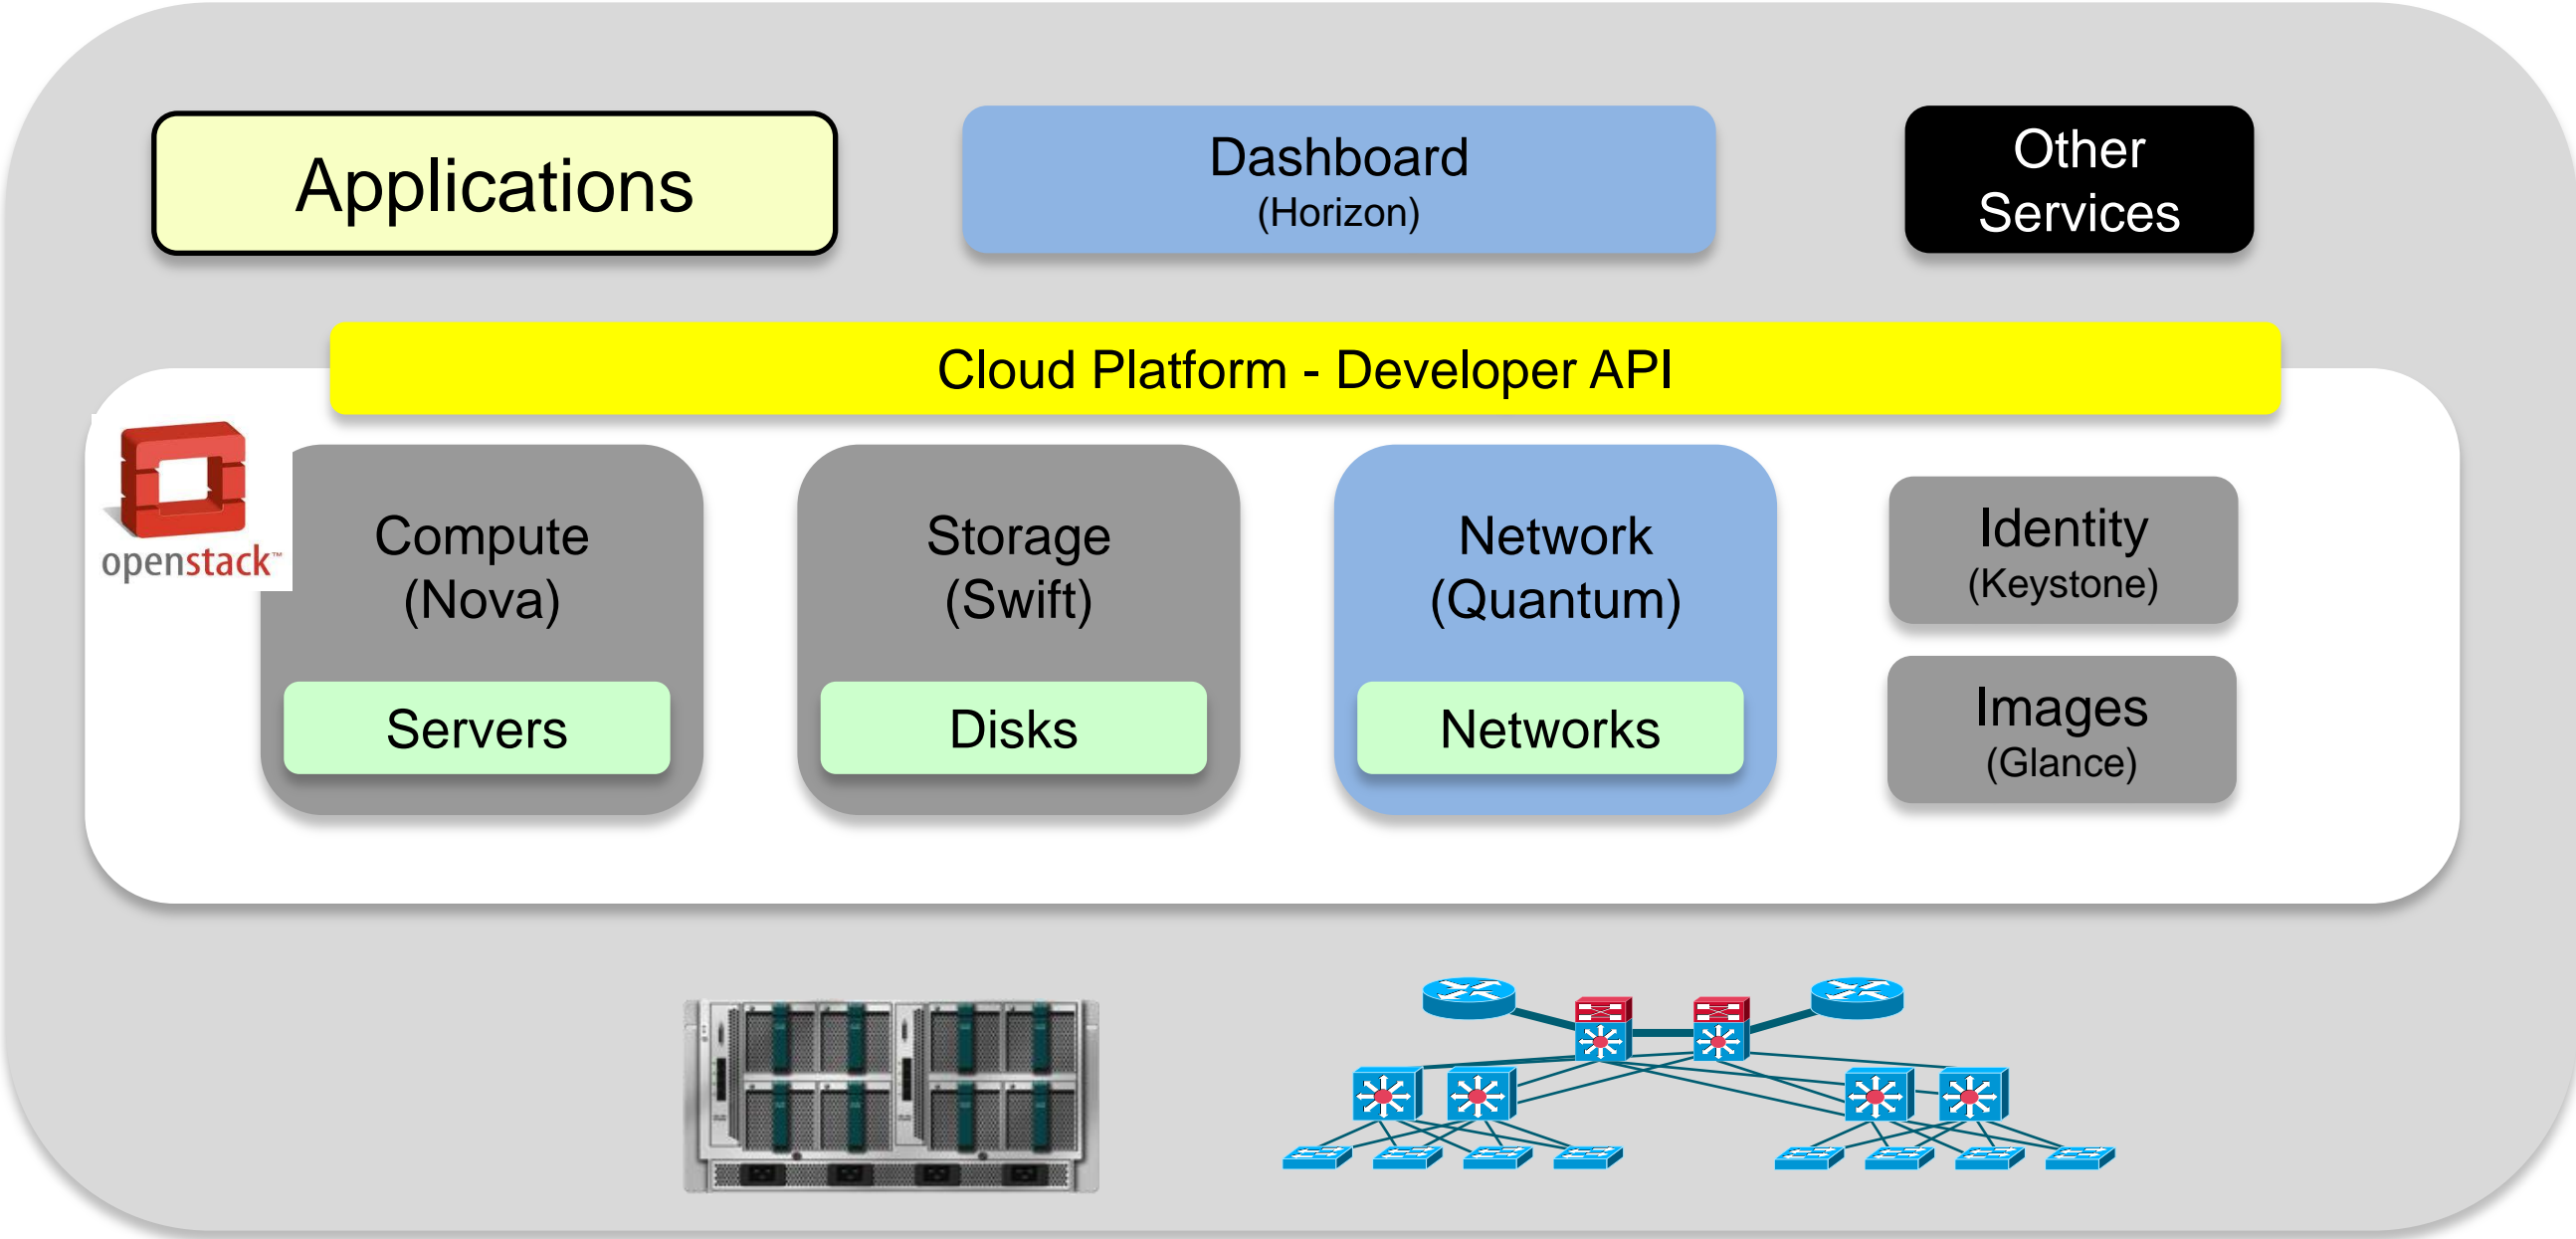 Applications
Dashboard
(Horizon)
Other
Services
Cloud Platform - Developer API
openstack™
Compute
(Nova)
Servers
Storage
(Swift)
Disks
Network
(Quantum)
Networks
Identity
(Keystone)
Images
(Glance)